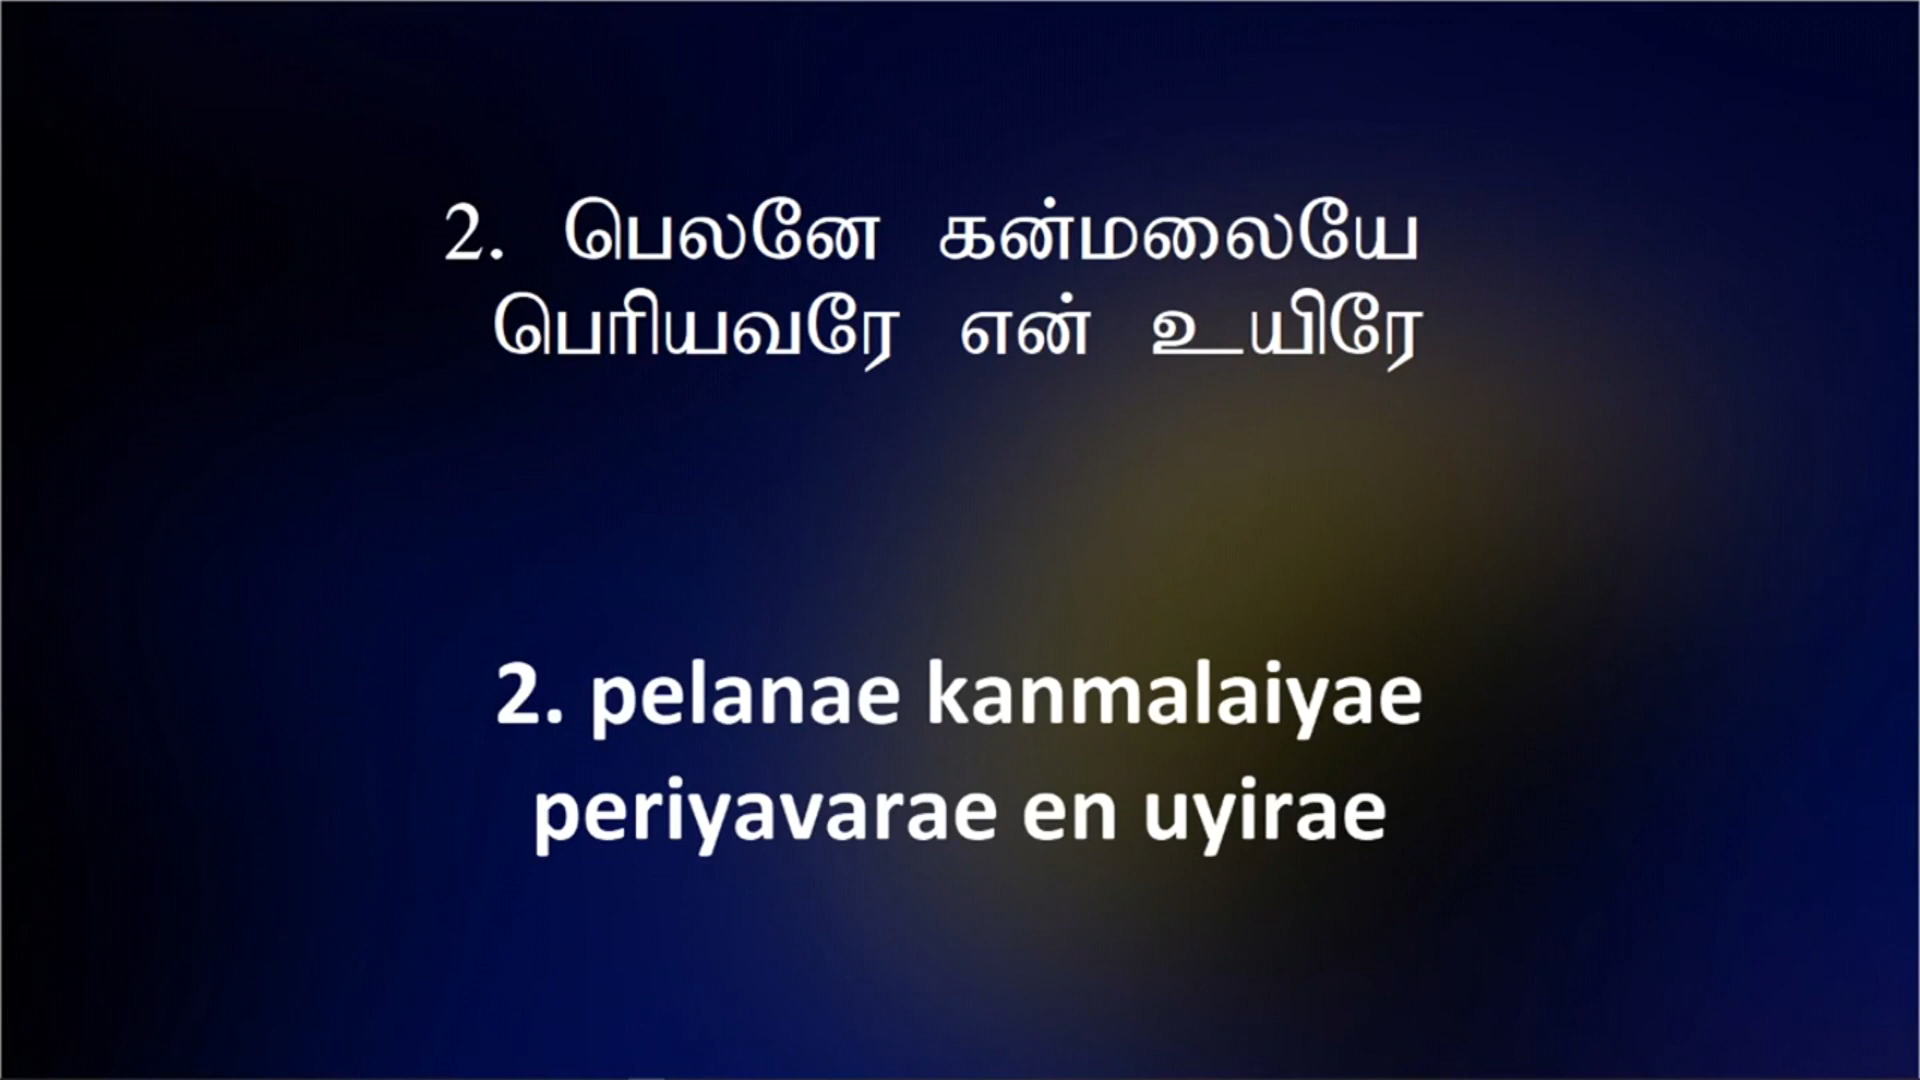 2. பெலனே கன்மலையே
பெரியவரே என் உயிரே
2. pelanae kanmalaiyae
periyavarae en uyirae